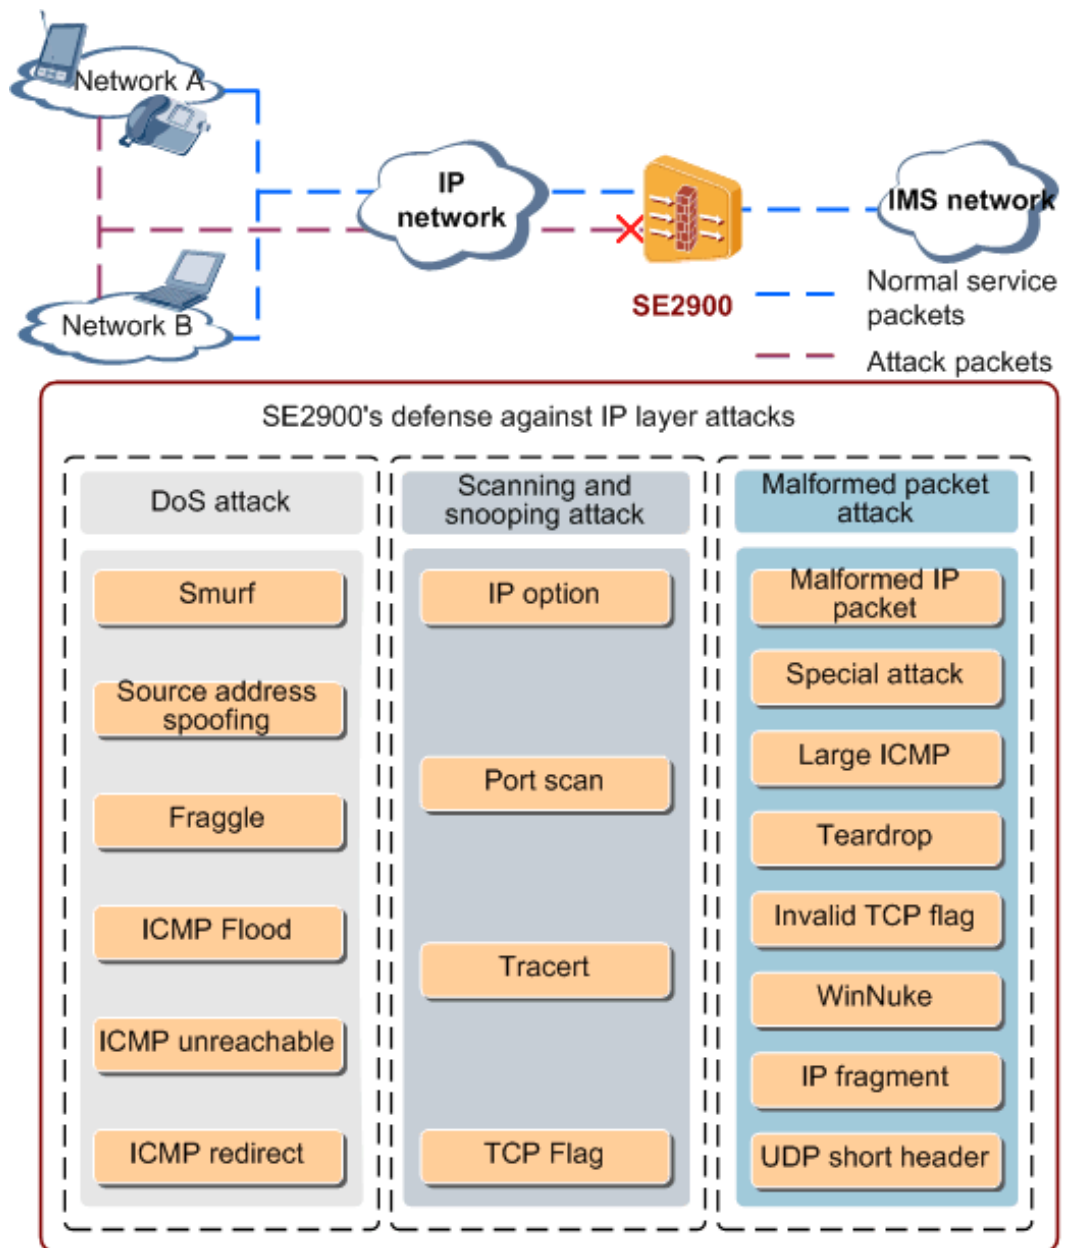 Network A
IP
network
IMS network
Network B
SE2900
Normal service
packets
Attack packets
SE2900's defense against IP layer attacks
DoS attack
Smurf
Source address
spoofing
Fraggle
ICMP Flood
ICMP unreachable
ICMP redirect
Scanning and
snooping attack
IP option
Port scan
Tracert
TCP Flag
Malformed packet
attack
Malformed IP
packet
Special attack
Large ICMP
Teardrop
Invalid TCP flag
WinNuke
IP fragment
UDP short header